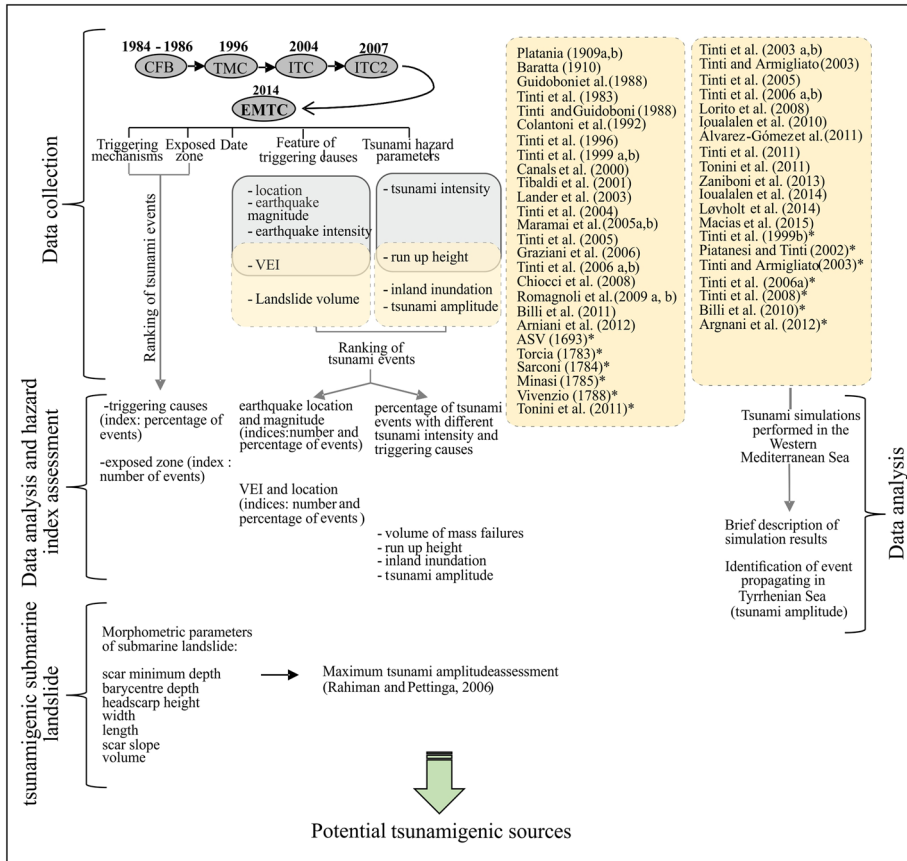 Data collection
1984 - 1986
1996
2004
2007
CFB
TMC
ITC
ITC2
2014
EMTC
Triggering
mechanisms
Exposed
zone
Date
Feature of
triggering causes
Tsunami hazard
parameters
Ranking of tsunami events
- location
- earthquake
magnitude
- earthquake intensity
- VEI
- Landslide volume
- tsunami intensity
- run up height
- inland inundation
- tsunami amplitude
Ranking of
tsunami events
Platania (1909a,b)
Baratta (1910)
Guidoboniet al.(1988)
Tinti et al. (1983)
Tinti and Guidoboni (1988)
Colantoni et al. (1992)
Tinti et al. (1996)
Tinti et al. (1999 a,b)
Canals et al. (2000)
Tibaldi et al. (2001)
Lander et al. (2003)
Tinti et al. (2004)
Maramai et al.(2005a,b)
Tinti et al. (2005)
Graziani et al. (2006)
Tinti et al. (2006 a,b)
Chiocci et al. (2008)
Romagnoli et al.(2009 a, b)
Billi et al. (2011)
Arniani et al. (2012)
ASV (1693)*
Torcia (1783)*
Sarconi (1784)*
Minasi (1785)*
Vivenzio (1788)*
Tonini et al. (2011)*
Tinti et al. (2003 a,b)
Tinti and Armigliato(2003)
Tinti et al. (2005)
Tinti et al. (2006 a,b)
Lorito et al. (2008)
Ioualalen et al. (2010)
Álvarez-Gómez et al. (2011)
Tinti et al. (2011)
Tonini et al. (2011)
Zaniboni et al. (2013)
Ioualalen et al. (2014)
Løvholt et al. (2014)
Macias et al. (2015)
Tinti et al. (1999b)*
Piatanesi and Tinti (2002)*
Tinti and Armigliato(2003)*
Tinti et al. (2006a)*
Tinti et al. (2008)*
Billi et al. (2010)*
Argnani et al. (2012)*
Data analysis and hazard
index assessment
-triggering causes
(index: percentage of
events)
-exposed zone (index :
number of events)
earthquake location
and magnitude
(indices:number and
percentage of events)
VEI and location
(indices: number and
percentage of events )
percentage of tsunami
events with different
tsunami intensity and
triggering causes
- volume of mass failures
- run up height
- inland inundation
- tsunami amplitude
Tsunami simulations
performed in the
Western
Mediterranean Sea
Brief description of
simulation results
Identification of event
propagating in
Tyrrhenian Sea
(tsunami amplitude)
Data analysis
tsunamigenic submarine
landslide
Morphometric parameters
of submarine landslide:
scar minimum depth
barycentre depth
headscarp height
width
length
scar slope
volume
Maximum tsunami amplitudeassessment
(Rahiman and Pettinga, 2006)
Potential tsunamigenic sources